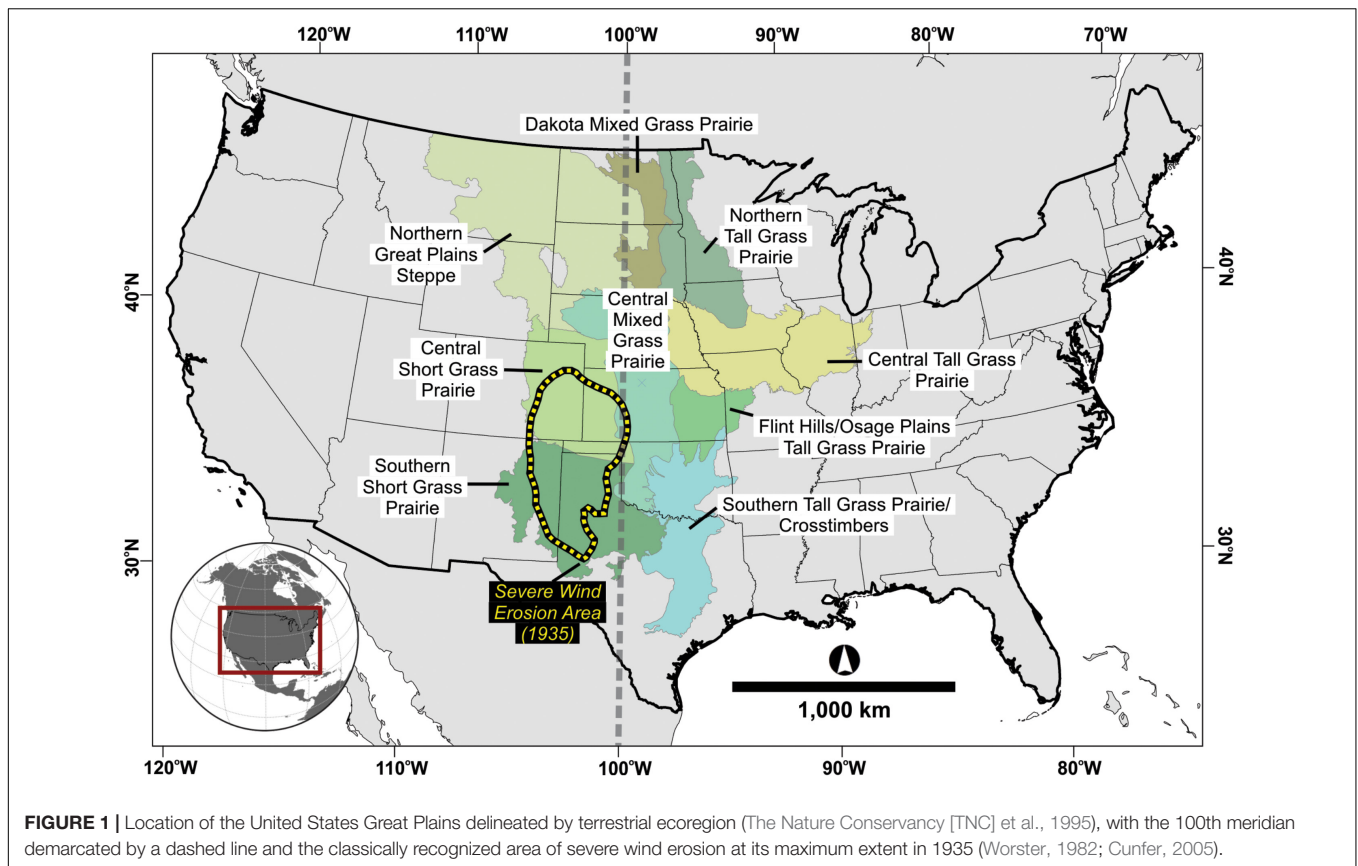 120°W
110°W
100°W
90°W
80°W
70°W
Dakota Mixed Grass Prairie
Northern
Great Plains
Steppe
Northern
Tall Grass
Prairie
40°N
40°N
Central
Mixed
Grass
Prairie
Central
Short Grass
Prairie
Central Tall Grass
Prairie
Flint Hills/Osage Plains
Tall Grass Prairie
Southern
Short Grass
Prairie
Southern Tall Grass Prairie/
Crosstimbers
30°N
30°N
Severe Wind
Erosion Area
(1935)
1,000 km
120°W
110°W
100°W
90°W
80°W
FIGURE 1 | Location of the United States Great Plains delineated by terrestrial ecoregion (The Nature Conservancy [TNC] et al., 1995), with the 100th meridian
demarcated by a dashed line and the classically recognized area of severe wind erosion at its maximum extent in 1935 (Worster, 1982; Cunfer, 2005).